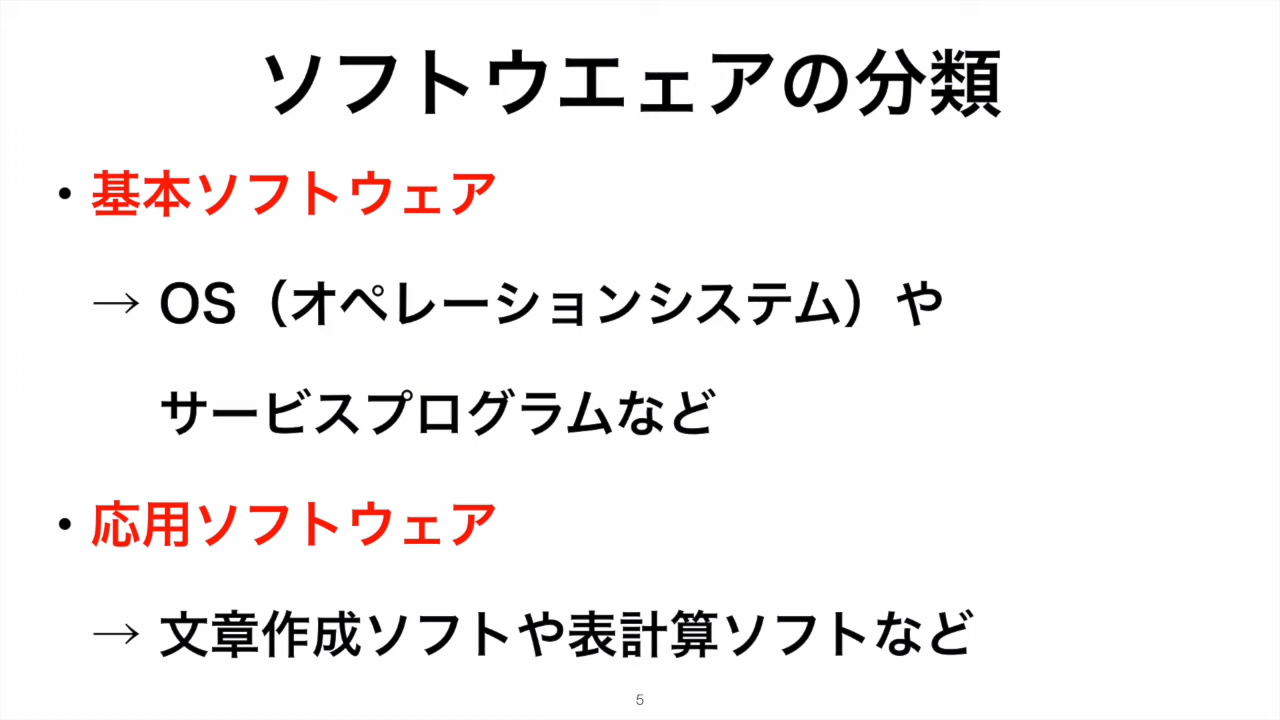 ソフトウエェアの分類
・基本ソフトウェア
→ OS（オペレーションシステム）や
サービスプログラムなど
・応用ソフトウェア
→ 文章作成ソフトや表計算ソフトなど
5